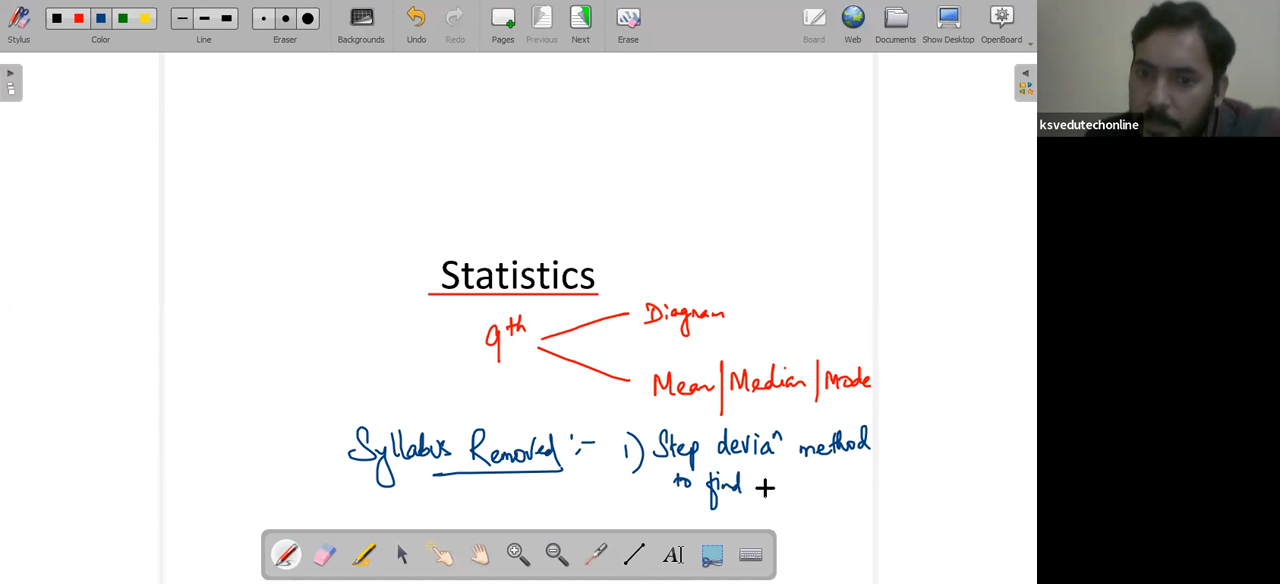 Stylus Color Line Eraser Backgrounds Undo Redo Pages Previous Next Erase Board Web Documents Show Desktop OpenBoard
ksvedutechonline
Statistics
9th Diagram
Mean | Median | Mode
Syllabus Removed :- 1) Step devian method
to find